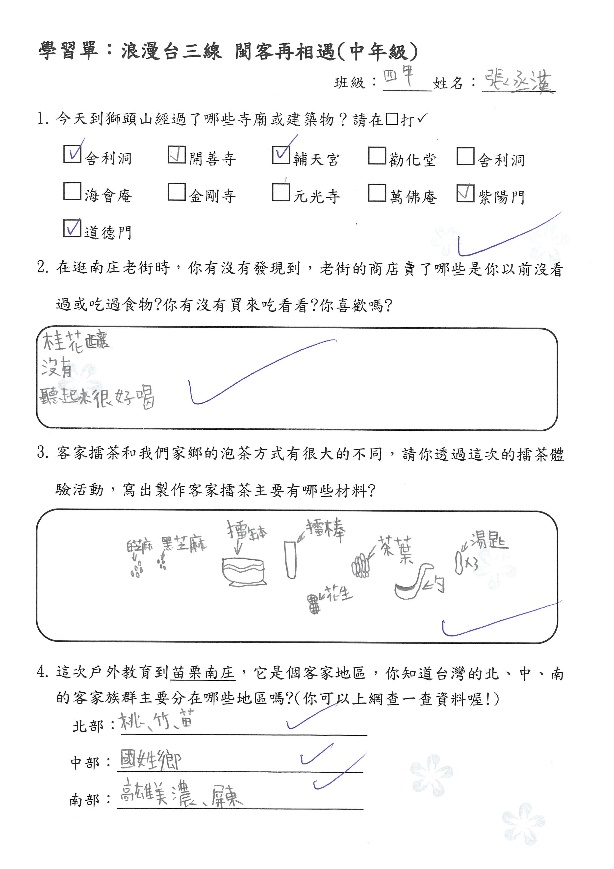 學習單：浪漫台三線 閩客再相遇(中年級)
班級：四年 姓名：張丞漢
1. 今天到獅頭山經過了哪些寺廟或建築物？請在□打✓
☑舍利洞 ☑開善寺 ☑輔天宮 □勸化堂 □舍利洞
□海會庵 □金剛寺 □元光寺 □萬佛庵 ☑紫陽門
☑道德門
2. 在逛南庄老街時，你有沒有發現到，老街的商店賣了哪些是你以前沒看
過或吃過食物?你有沒有買來吃看看?你喜歡嗎?
桂花釀
沒有
聽起來很好喝
3. 客家擂茶和我們家鄉的泡茶方式有很大的不同，請你透過這次的擂茶體
驗活動，寫出製作客家擂茶主要有哪些材料?
白芝麻 黑芝麻 擂缽 擂棒 茶葉 湯匙
花生 勺 x3
4. 這次戶外教育到苗栗南庄，它是個客家地區，你知道台灣的北、中、南
的客家族群主要分在哪些地區嗎?(你可以上網查一查資料喔!)
北部：桃、竹、苗
中部：國姓鄉
南部：高雄美濃、屏東